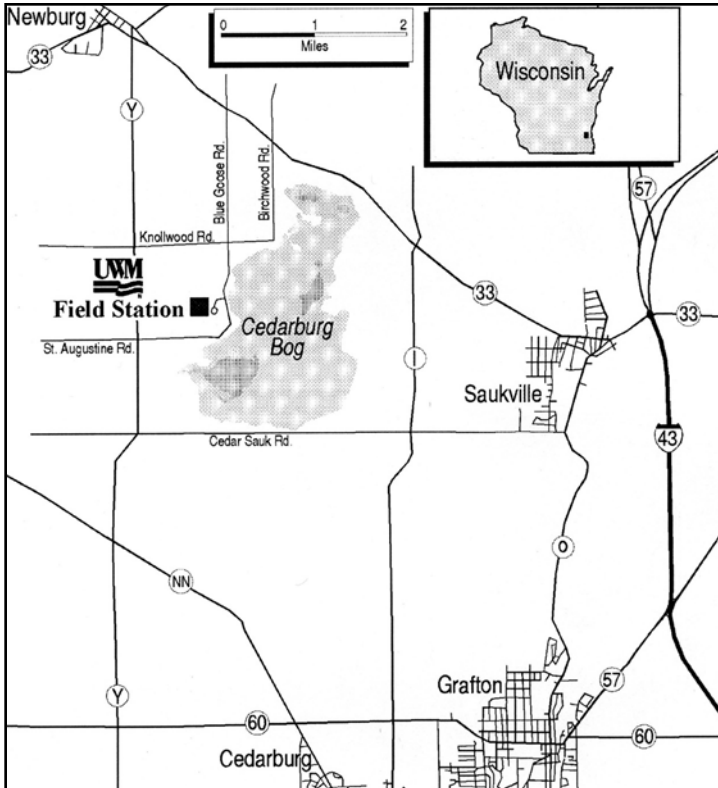 Newburg
0 1 2
Miles
Wisconsin
33
Y
Blue Goose Rd.
Birchwood Rd.
57
Knollwood Rd.
UWM
Field Station
Cedarburg
Bog
33
33
St. Augustine Rd.
I
Saukville
Cedar Sauk Rd.
43
O
NN
Grafton
57
Y
60
60
Cedarburg